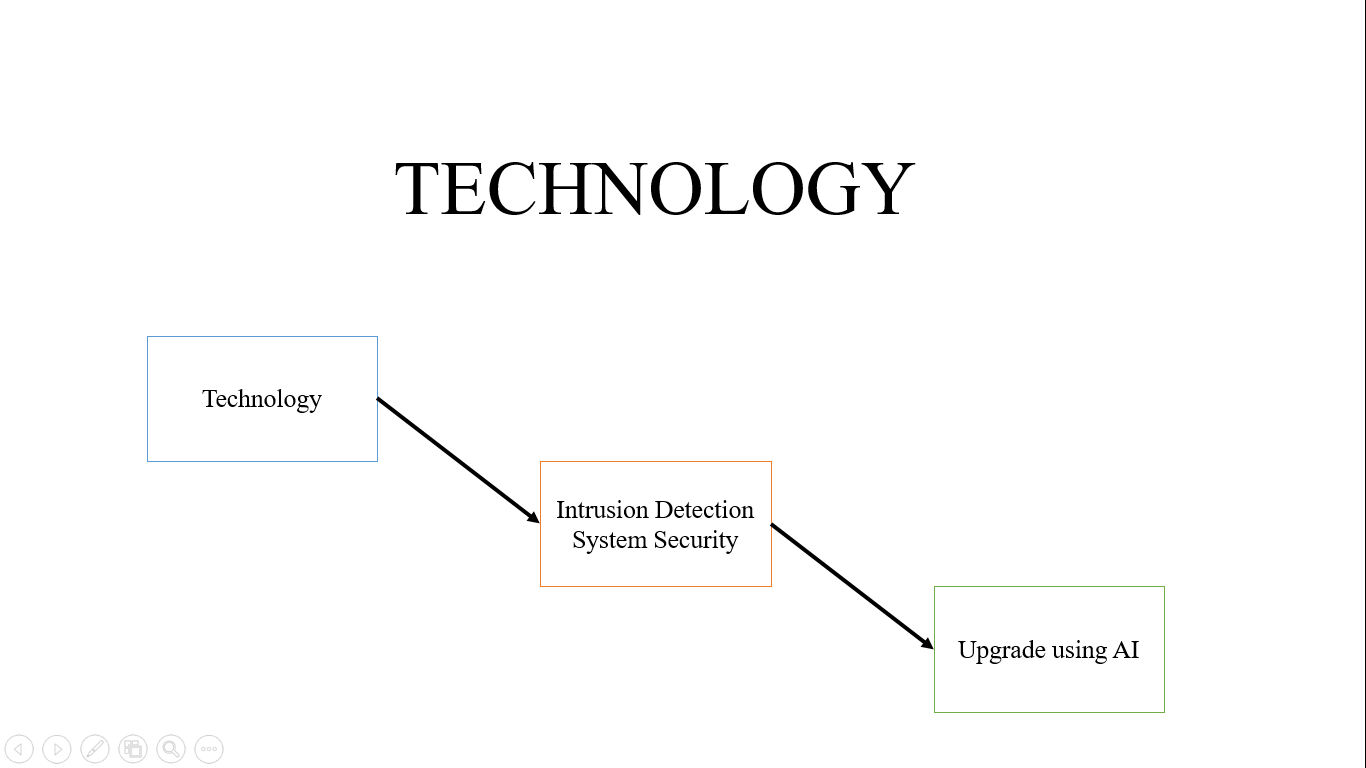 TECHNOLOGY
Technology
Intrusion Detection
System Security
Upgrade using AI